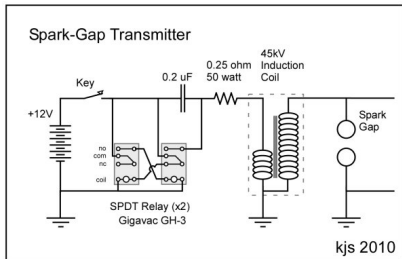 Spark-Gap Transmitter
45kV
Induction
Coil
0.25 ohm
50 watt
0.2 uF
Key
+12V
Spark
Gap
no
com
nc
coil
SPDT Relay (x2)
Gigavac GH-3
kjs 2010